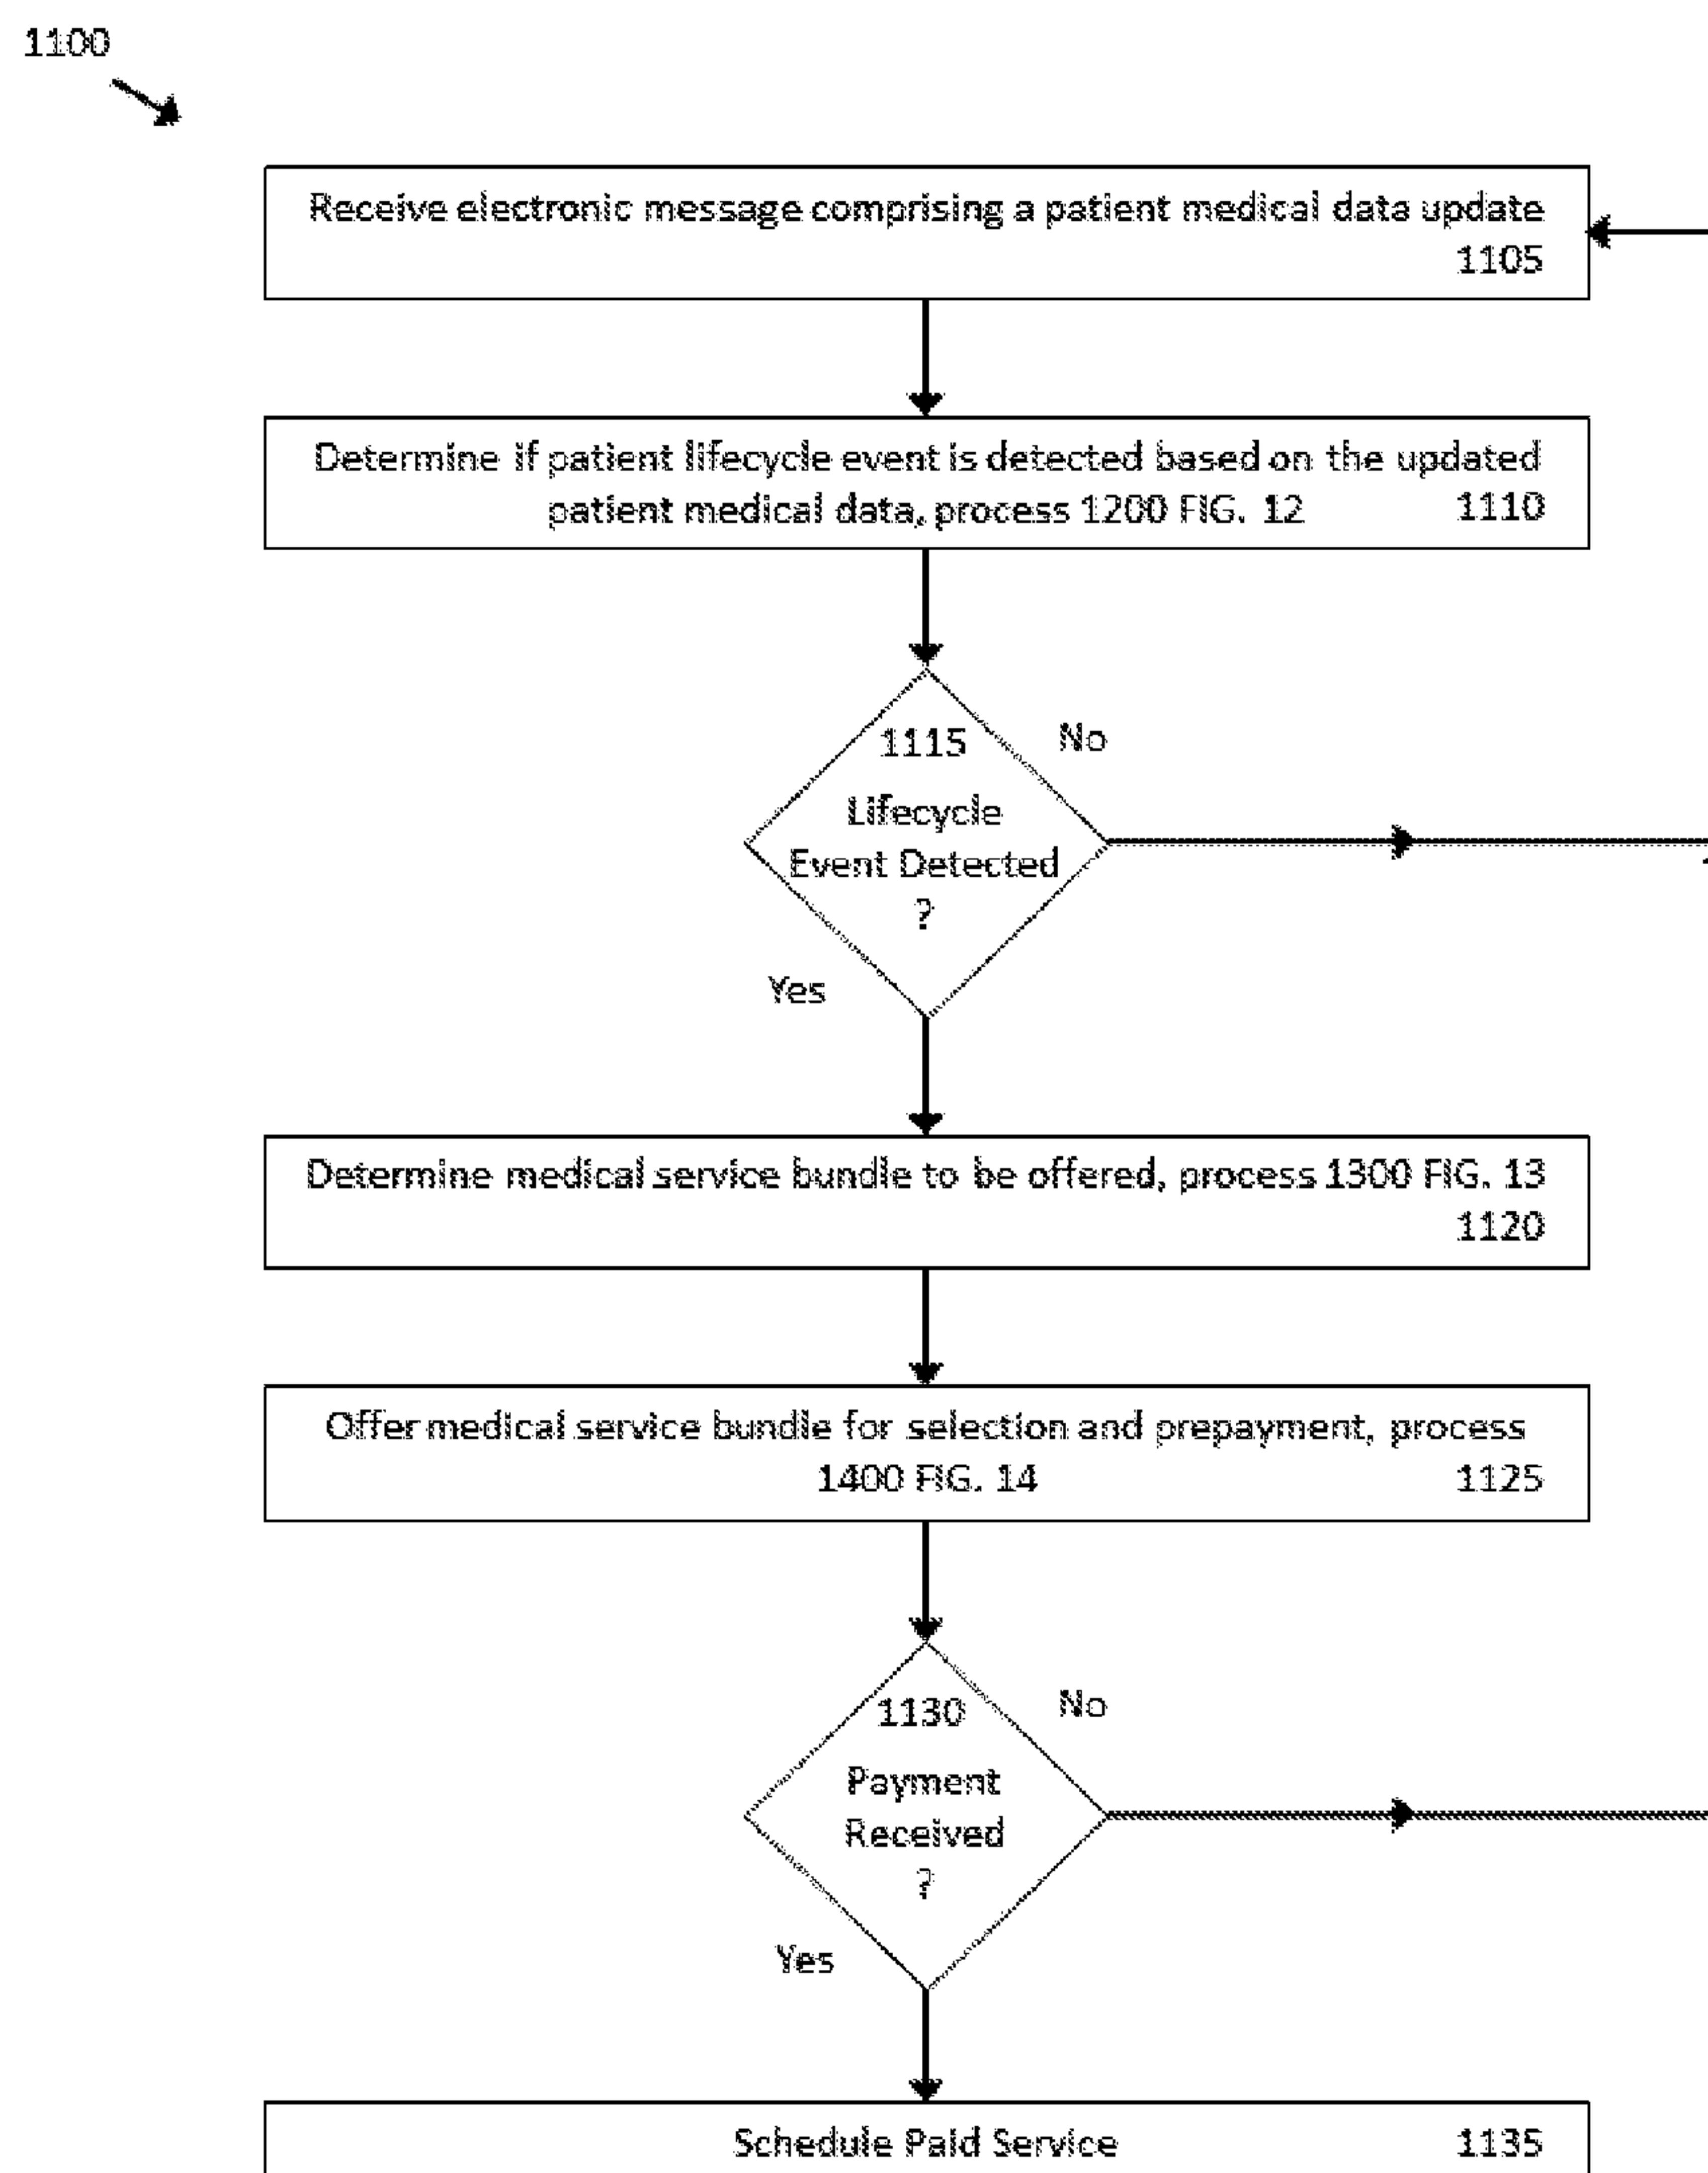 1100
Receive electronic message comprising a patient medical data update
1105
Determine if patient lifecycle event is detected based on the updated
patient medical data, process 1200 FIG. 12 1110
1115
No
Lifecycle
Event Detected
?
Yes
Determine medical service bundle to be offered, process 1300 FIG. 13
1120
Offer medical service bundle for selection and prepayment, process
1400 FIG. 14 1125
1130
No
Payment
Received
?
Yes
Schedule Paid Service 1135